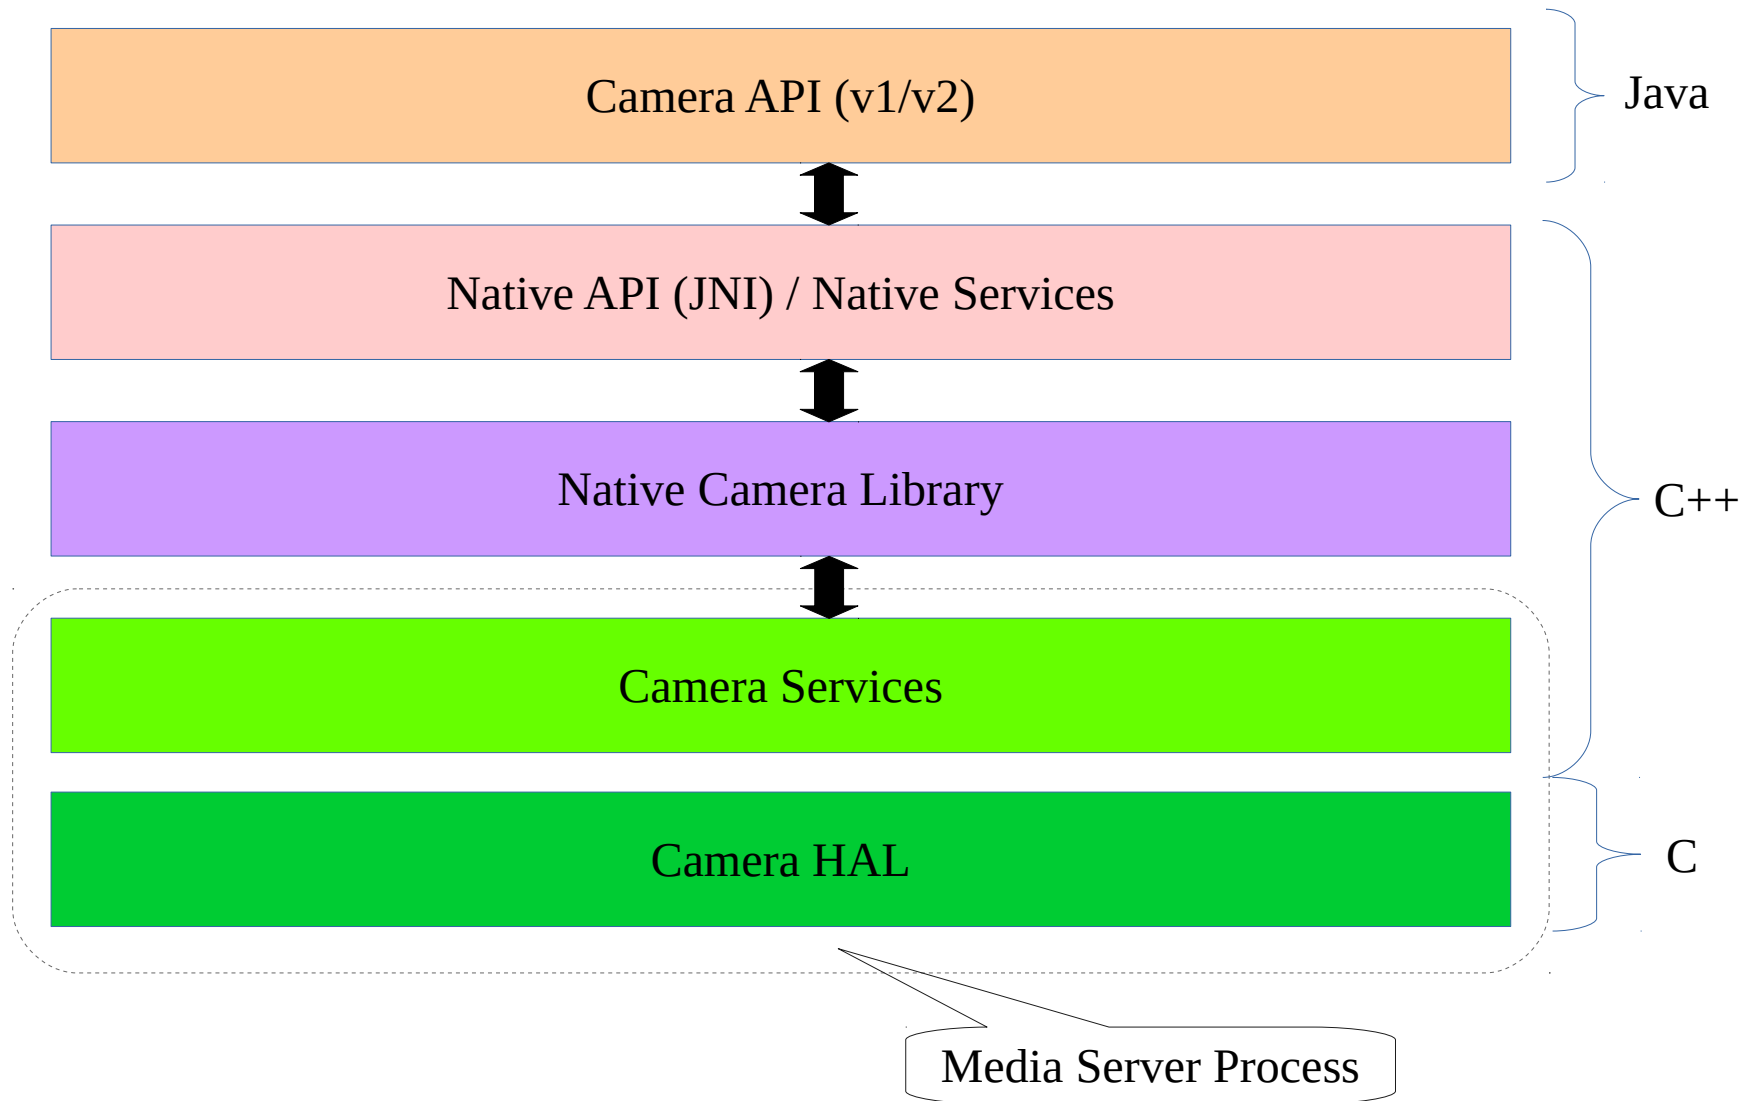 Camera API (v1/v2)
Java
Native API (JNI) / Native Services
Native Camera Library
C++
Camera Services
Camera HAL
C
Media Server Process